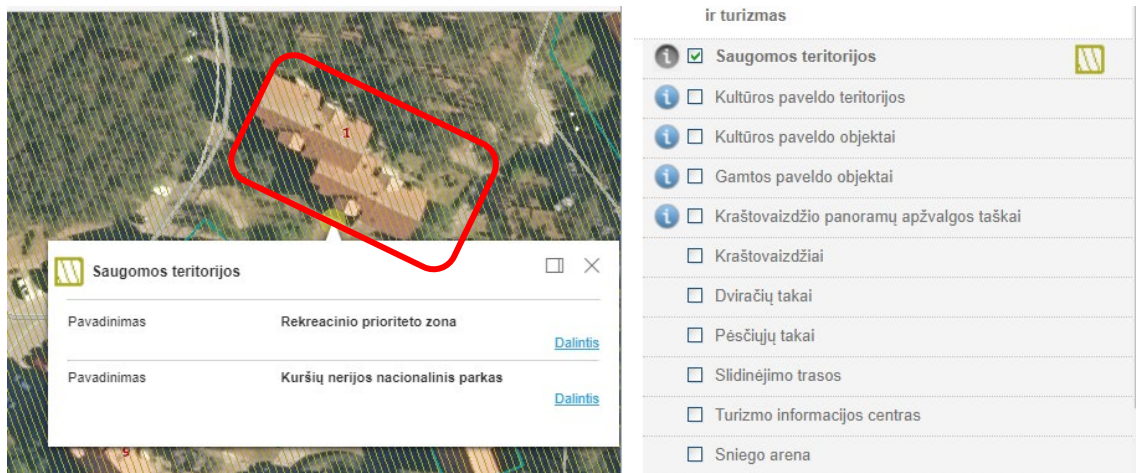 1
Saugomos teritorijos
Pavadinimas Rekreacinio prioriteto zona
Dalintis
Pavadinimas Kuršių nerijos nacionalinis parkas
Dalintis
9
ir turizmas
Saugomos teritorijos
Kultūros paveldo teritorijos
Kultūros paveldo objektai
Gamtos paveldo objektai
Kraštovaizdžio panoramų apžvalgos taškai
Kraštovaizdžiai
Dviračių takai
Pėsčiųjų takai
Slidinėjimo trasos
Turizmo informacijos centras
Sniego arena